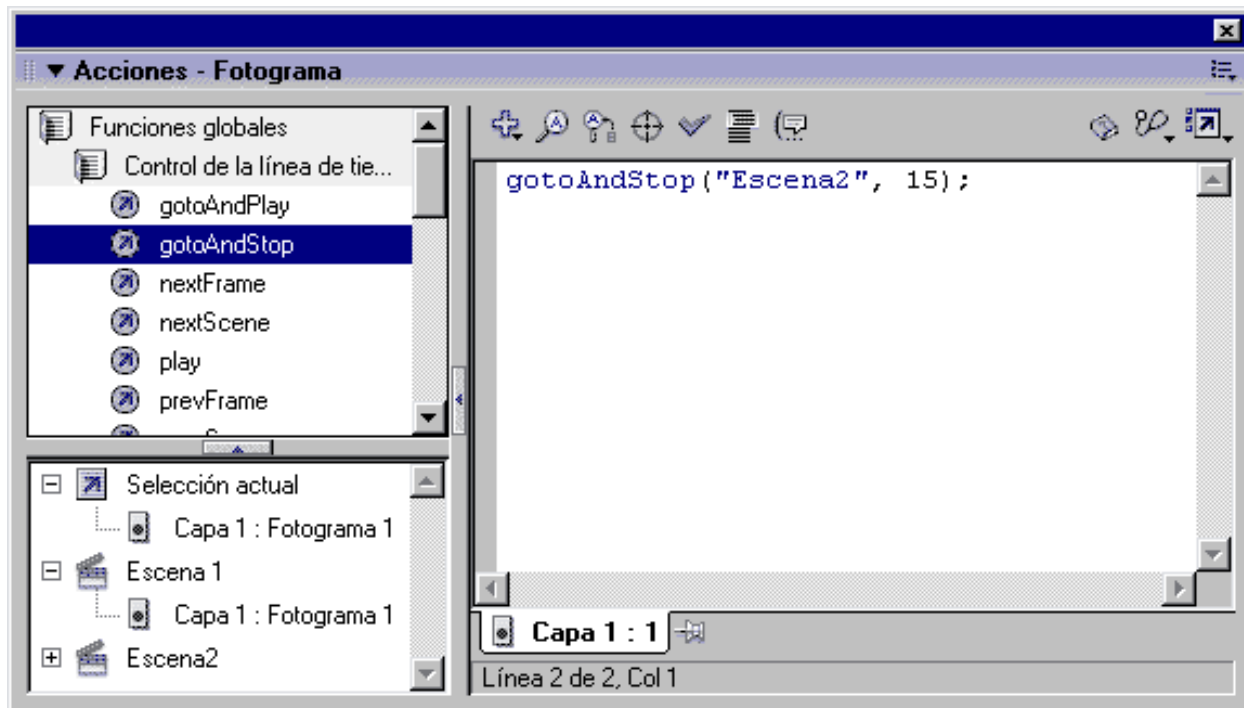 Acciones - Fotograma
Funciones globales
Control de la línea de tie...
gotoAndPlay
gotoAndStop
nextFrame
nextScene
play
prevFrame
Selección actual
Capa 1 : Fotograma 1
Escena 1
Capa 1 : Fotograma 1
Escena2
gotoAndStop("Escena2", 15);
Capa 1 : 1
Línea 2 de 2, Col 1